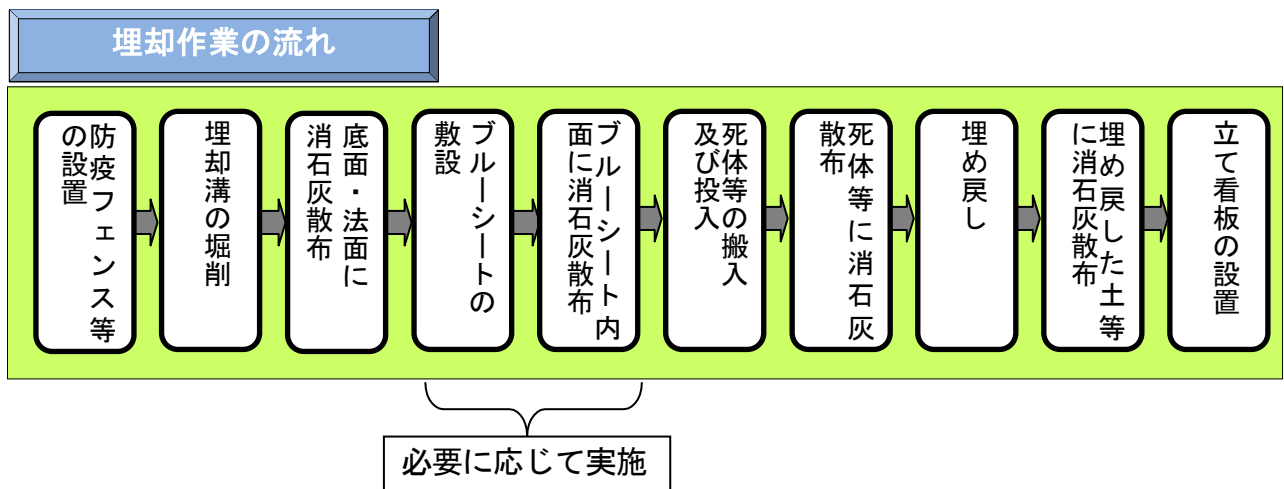 埋却作業の流れ
防疫フェンス等
の設置
埋却溝の堀削
底面・法面に
消石灰散布
ブルーシートの
敷設
ブルーシート内
面に消石灰散布
死体等の搬入
及び投入
死体等に消石灰
散布
埋め戻し
埋め戻した土等
に消石灰散布
立て看板の設置
必要に応じて実施